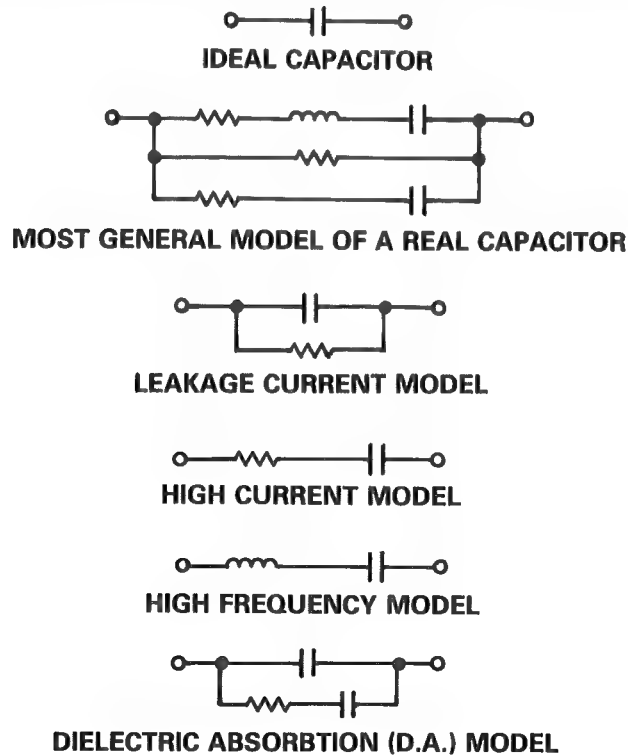 IDEAL CAPACITOR
MOST GENERAL MODEL OF A REAL CAPACITOR
LEAKAGE CURRENT MODEL
HIGH CURRENT MODEL
HIGH FREQUENCY MODEL
DIELECTRIC ABSORBTION (D.A.) MODEL